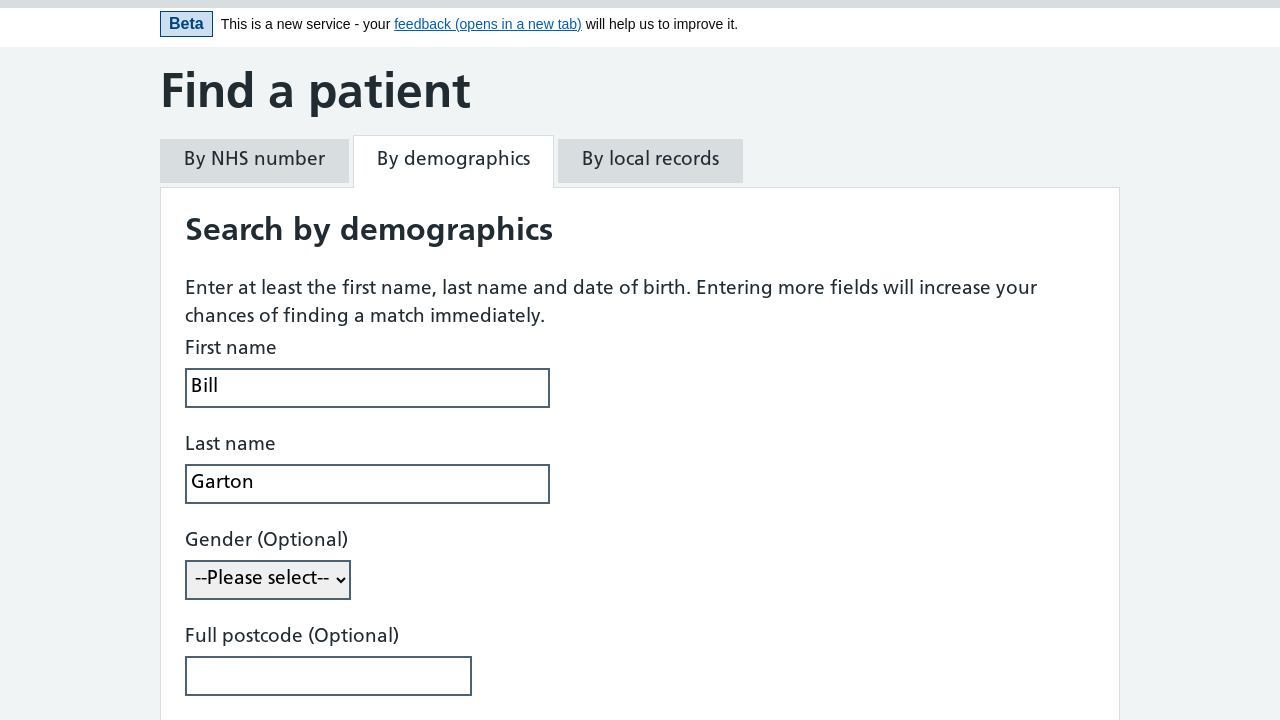 Beta This is a new service - your feedback (opens in a new tab) will help us to improve it.
Find a patient
By NHS number By demographics By local records
Search by demographics
Enter at least the first name, last name and date of birth. Entering more fields will increase your
chances of finding a match immediately.
First name
Bill
Last name
Garton
Gender (Optional)
--Please select--
Full postcode (Optional)